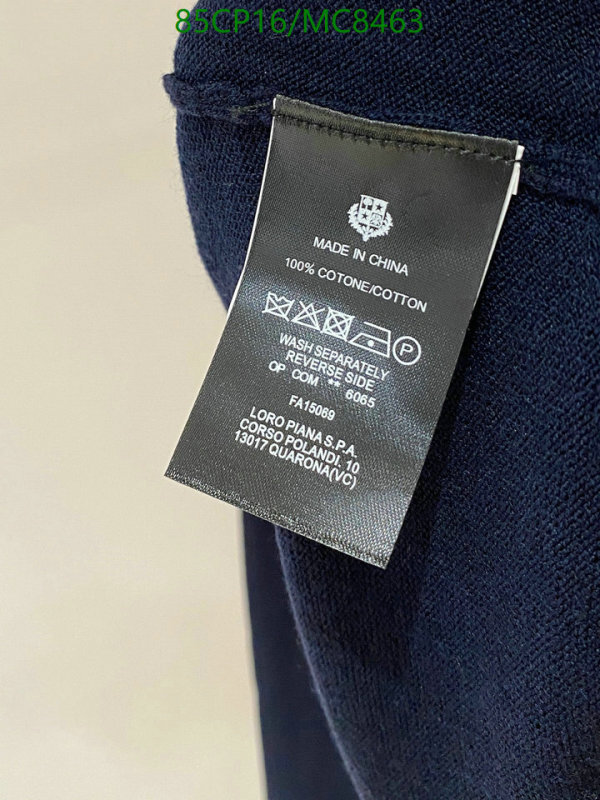 85CP16/MC8463
MADE IN CHINA
100% COTONE/COTTON
P
WASH SEPARATELY
REVERSE SIDE
OP COM ** 6065
FA15069
LORO PIANA S.P.A.
CORSO POLANDI, 10
13017 QUARONA(VC)